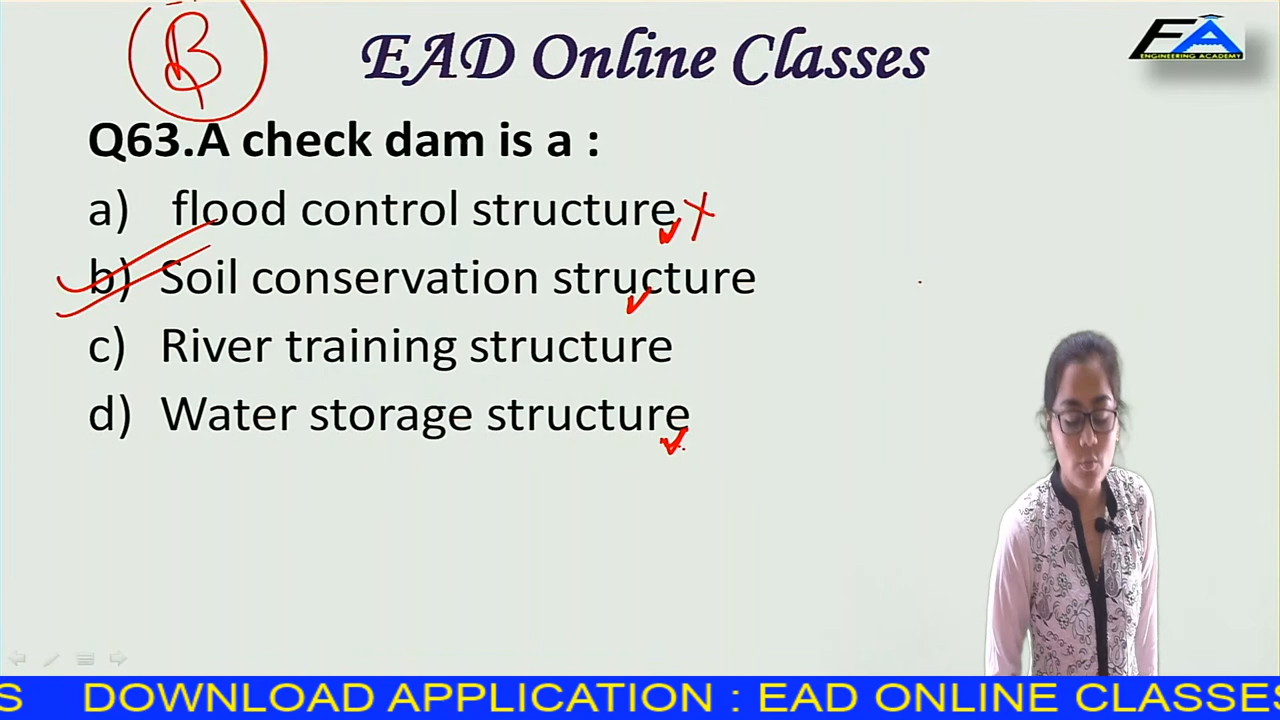 B
EAD Online Classes
EA
ENGINEERING ACADEMY
Q63.A check dam is a :
a) flood control structure
b) Soil conservation structure
c) River training structure
d) Water storage structure
S DOWNLOAD APPLICATION : EAD ONLINE CLASSES